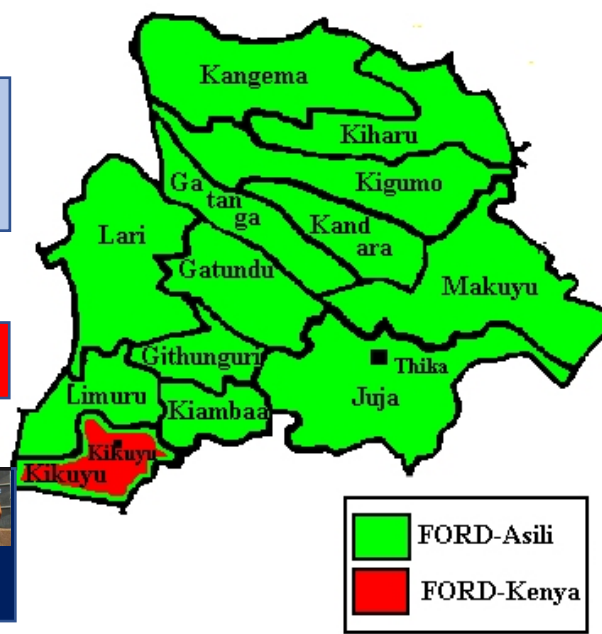 Kangema
Kiharu
Kigumo
Ga
tan
ga
Kand
ara
Lari
Gatundu
Makuyu
Githunguri
Thika
Limuru
Kiambaa
Juja
Kikuyu
Kikuyu
FORD-Asili
FORD-Kenya